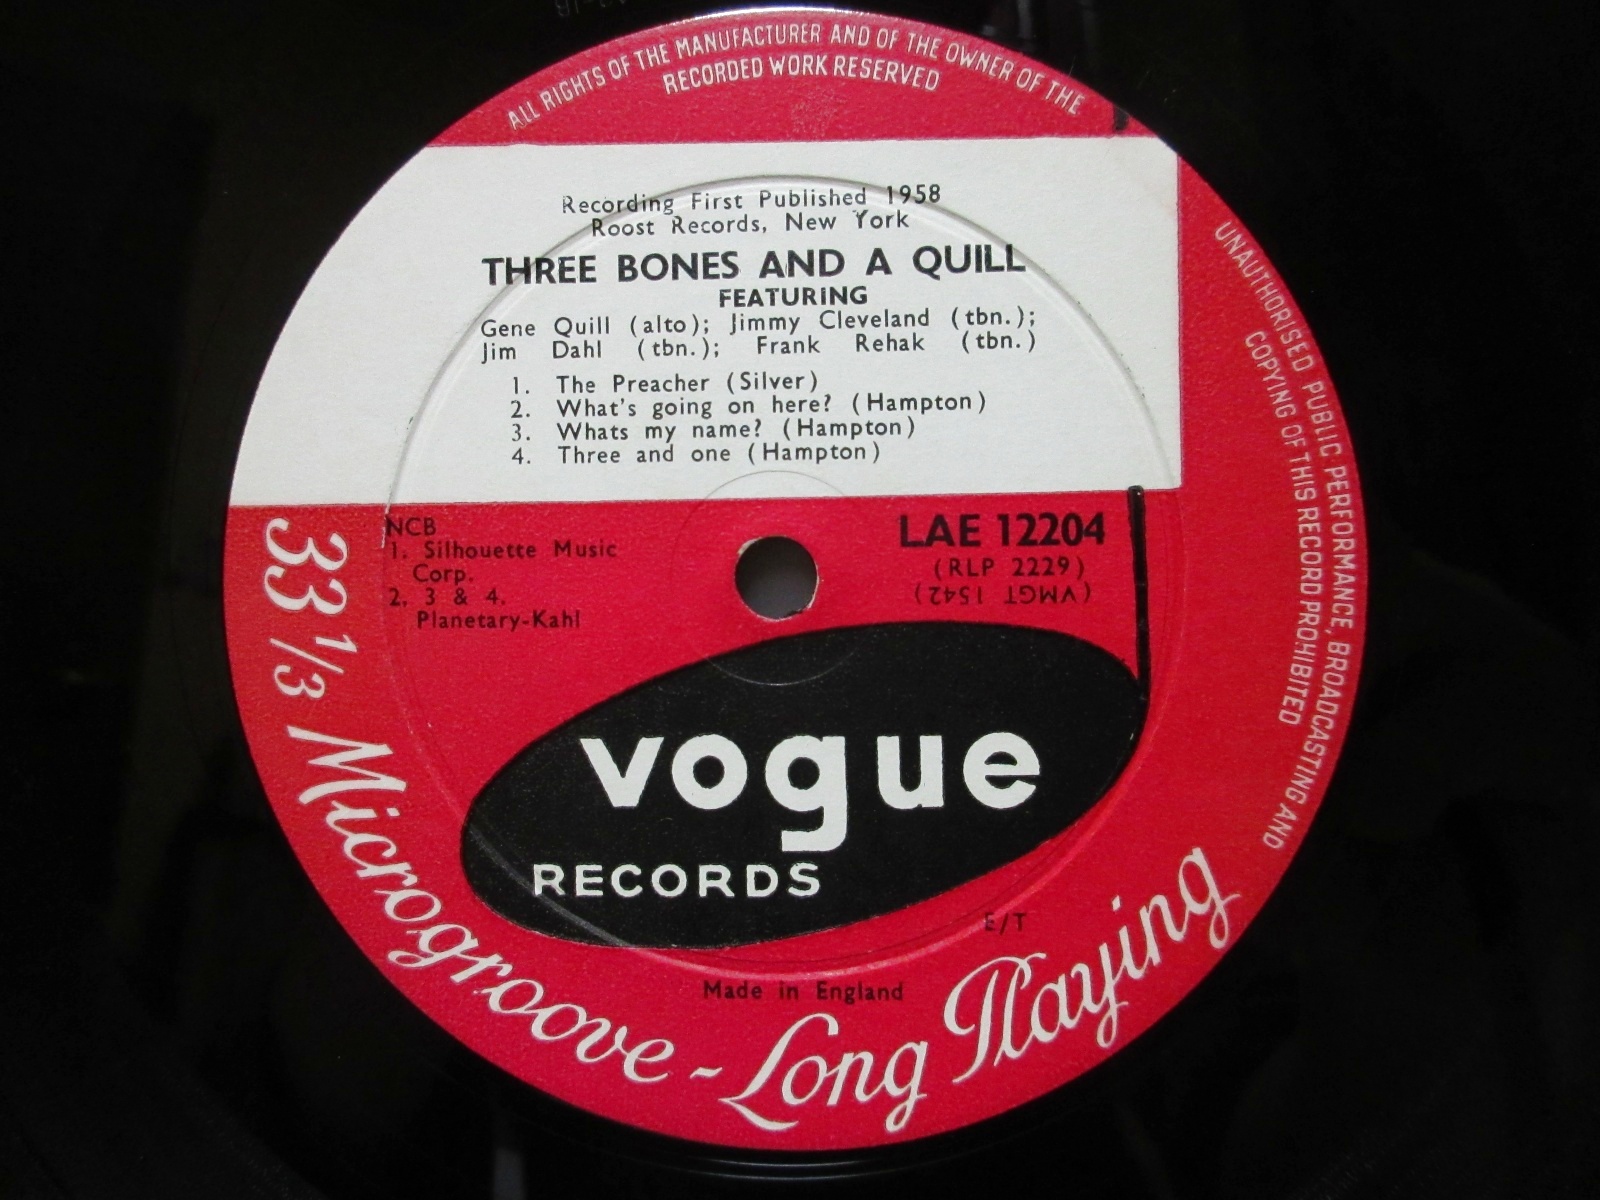 ALL RIGHTS OF THE MANUFACTURER AND OF THE OWNER OF THE
RECORDED WORK RESERVED
UNAUTHORISED PUBLIC PERFORMANCE, BROADCASTING AND
COPYING OF THIS RECORD PROHIBITED
Recording First Published 1958
Roost Records, New York
THREE BONES AND A QUILL
FEATURING
Gene Quill (alto); Jimmy Cleveland (tbn.);
Jim Dahl (tbn.); Frank Rehak (tbn.)
1. The Preacher (Silver)
2. What's going on here? (Hampton)
3. Whats my name? (Hampton)
4. Three and one (Hampton)
NCB
1. Silhouette Music
Corp.
2, 3 & 4.
Planetary-Kahl
LAE 12204
(RLP 2229)
(VMGT 1542)
vogue
RECORDS
E/T
Made in England
33 1/3 Microgroove - Long Playing